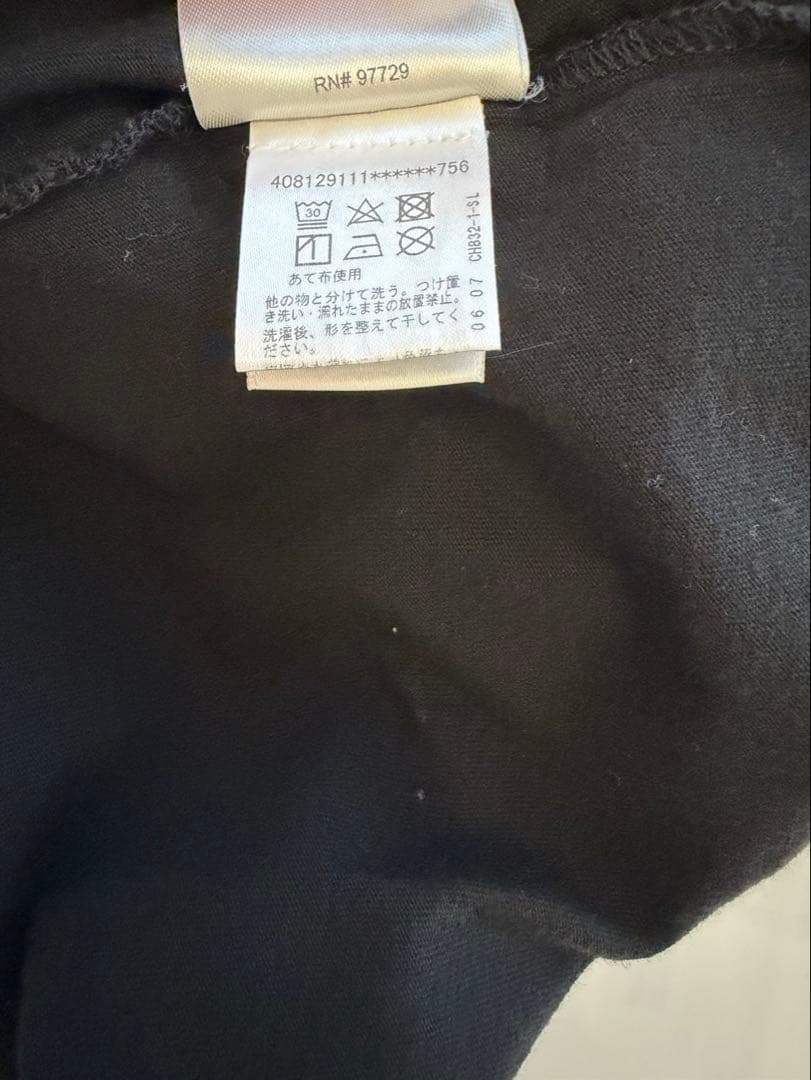 RN# 97729
408129111******756
30
あて布使用
他の物と分けて洗う。つけ置
き洗い・濡れたままの放置禁止。
洗濯後、形を整えて干してく
ださい。
CH832-1-SL
06 07